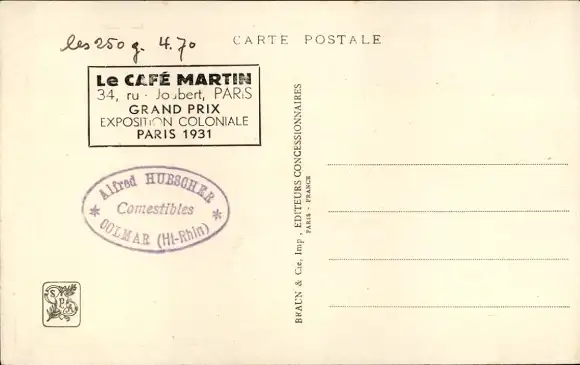 les 250 g. 4.70
CARTE POSTALE
Le CAFÉ MARTIN
34, ru Joubert, PARIS
GRAND PRIX
EXPOSITION COLONIALE
PARIS 1931
Alfred HUBSCHER
* Comestibles *
COLMAR (Ht-Rhin)
BRAUN & Cie, Imp. EDITEURS CONCESSIONNAIRES
PARIS - FRANCE